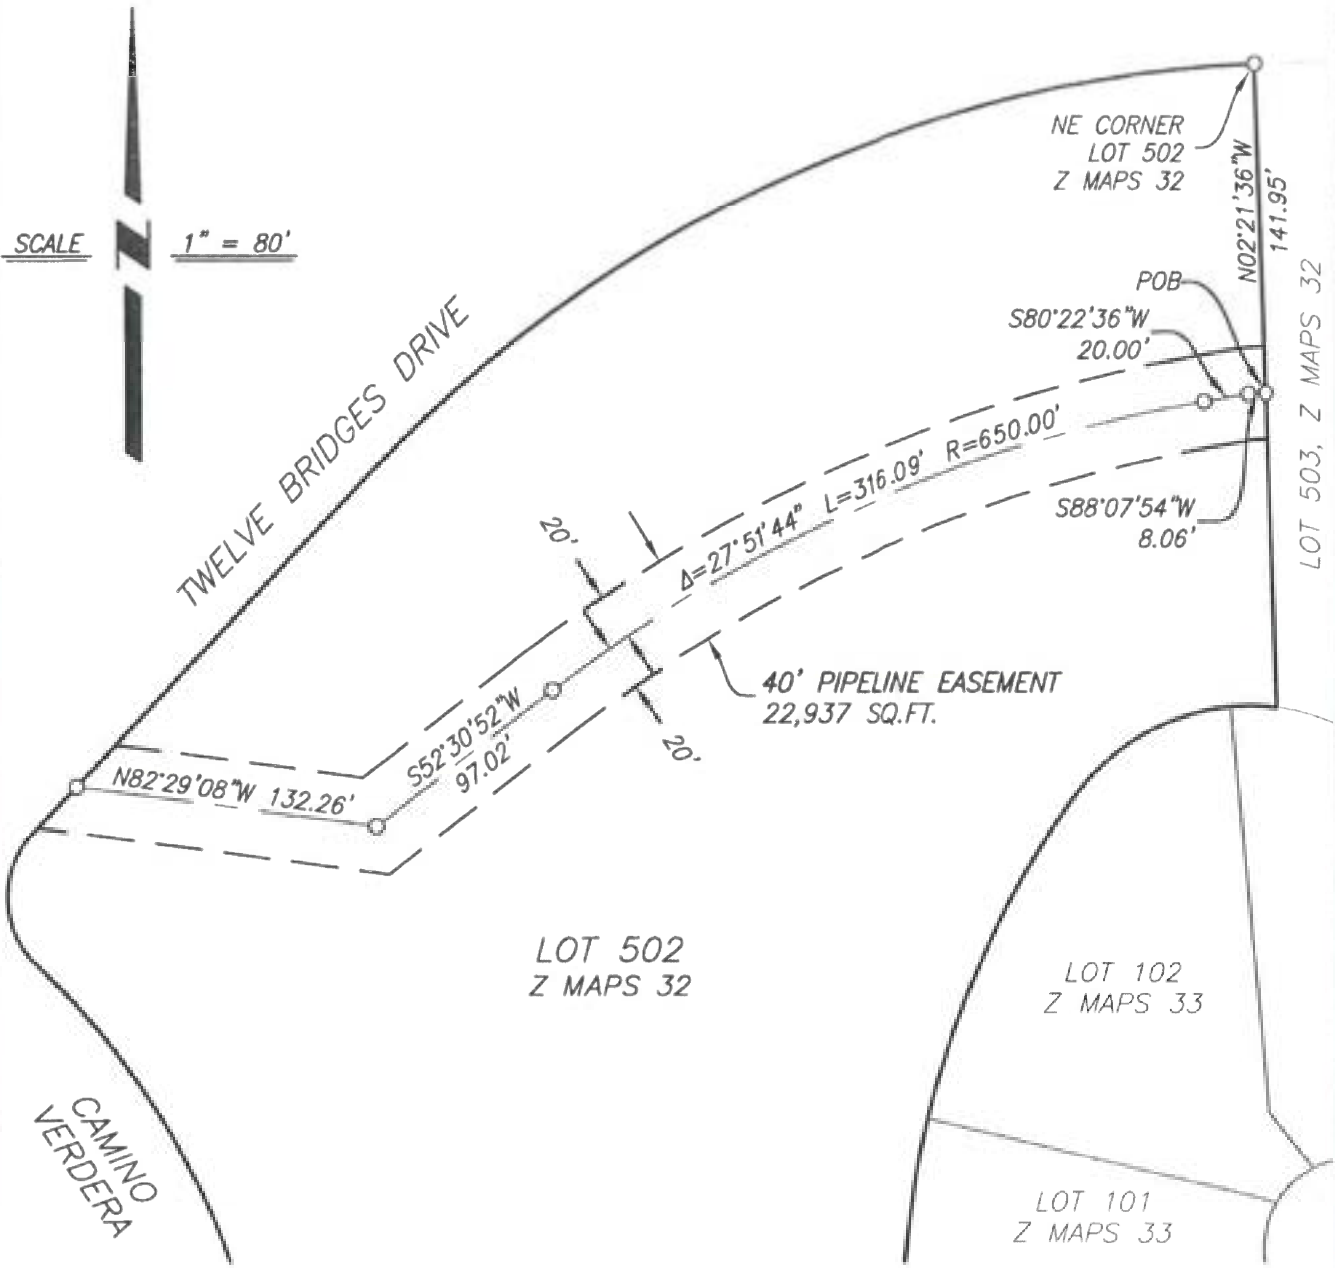 NE CORNER
LOT 502
Z MAPS 32
N02°21'36"W
141.95'
SCALE 1" = 80'
LOT 503, Z MAPS 32
POB
S80°22'36"W
20.00'
TWELVE BRIDGES DRIVE
Δ=27°51'44" L=316.09' R=650.00'
S88°07'54"W
8.06'
20'
40' PIPELINE EASEMENT
22,937 SQ.FT.
20'
S52°30'52"W
97.02'
N82°29'08"W 132.26'
LOT 502
Z MAPS 32
LOT 102
Z MAPS 33
CAMINO
VERDERA
LOT 101
Z MAPS 33